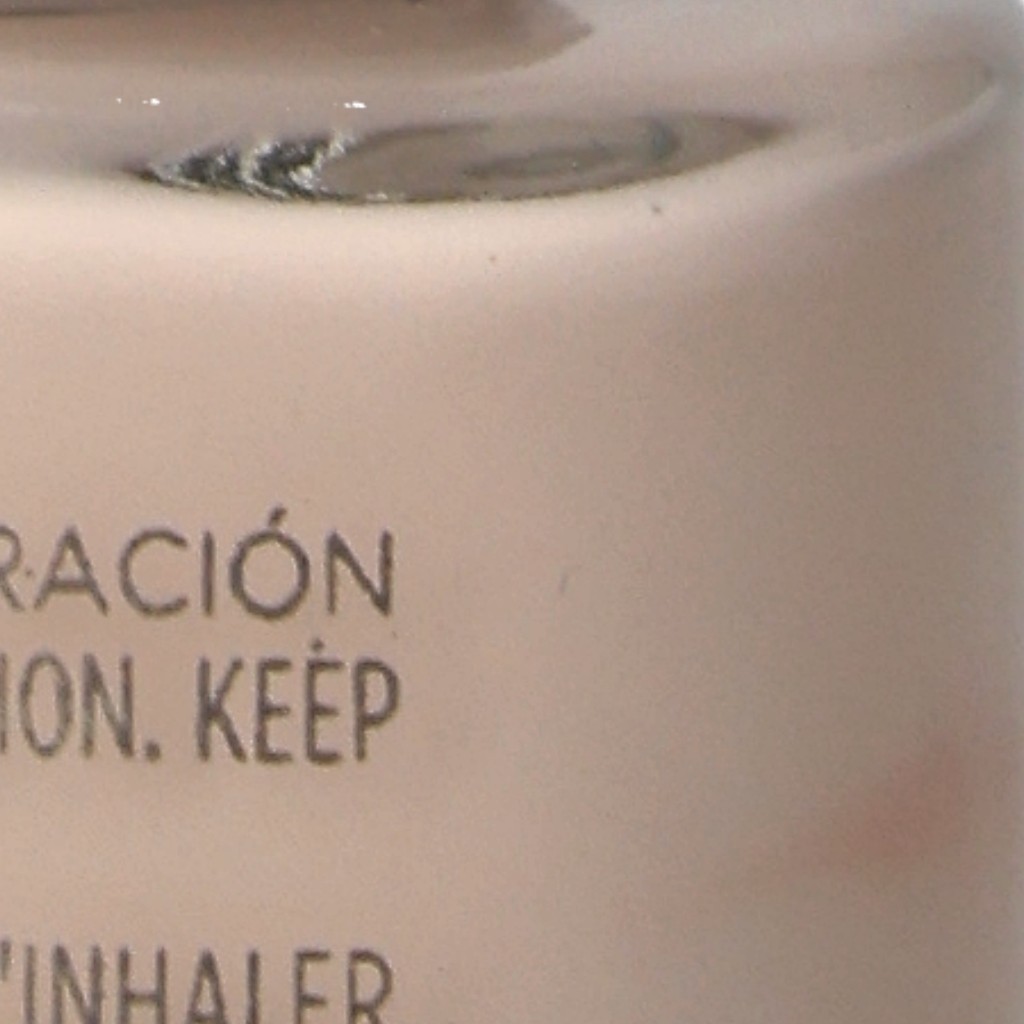 RACIÓN
ION. KEEP
'INHALER